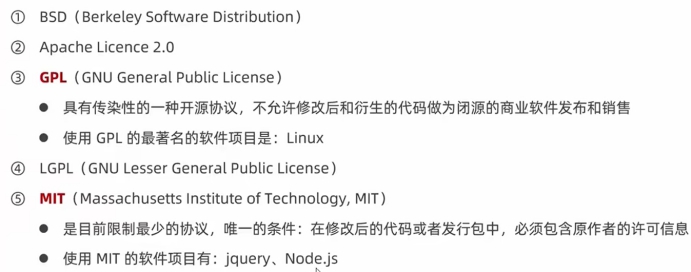 ① BSD（Berkeley Software Distribution）
② Apache Licence 2.0
③ GPL（GNU General Public License）
● 具有传染性的一种开源协议，不允许修改后和衍生的代码做为闭源的商业软件发布和销售
● 使用 GPL 的最著名的软件项目是：Linux
④ LGPL（GNU Lesser General Public License）
⑤ MIT（Massachusetts Institute of Technology, MIT）
● 是目前限制最少的协议，唯一的条件：在修改后的代码或者发行包中，必须包含原作者的许可信息
● 使用 MIT 的软件项目有：jquery、Node.js